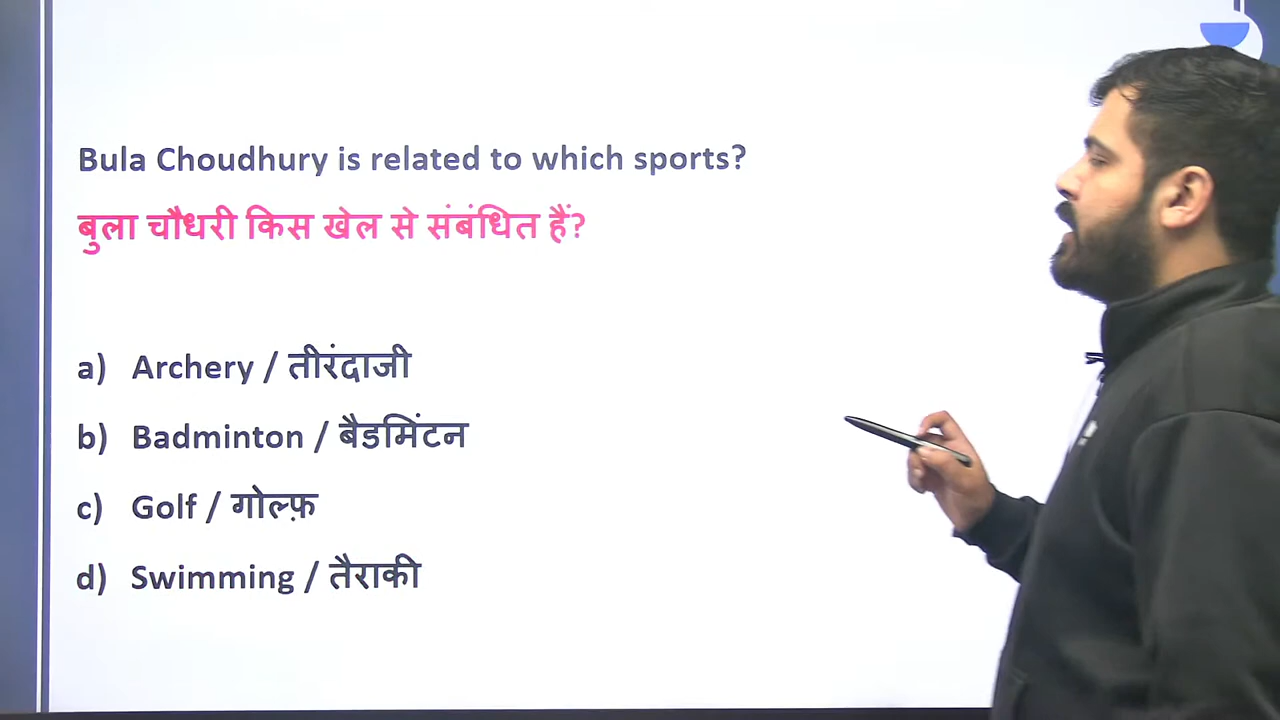 Bula Choudhury is related to which sports?
बुला चौधरी किस खेल से संबंधित हैं?
a) Archery / तीरंदाजी
b) Badminton / बैडमिंटन
c) Golf / गोल्फ़
d) Swimming / तैराकी